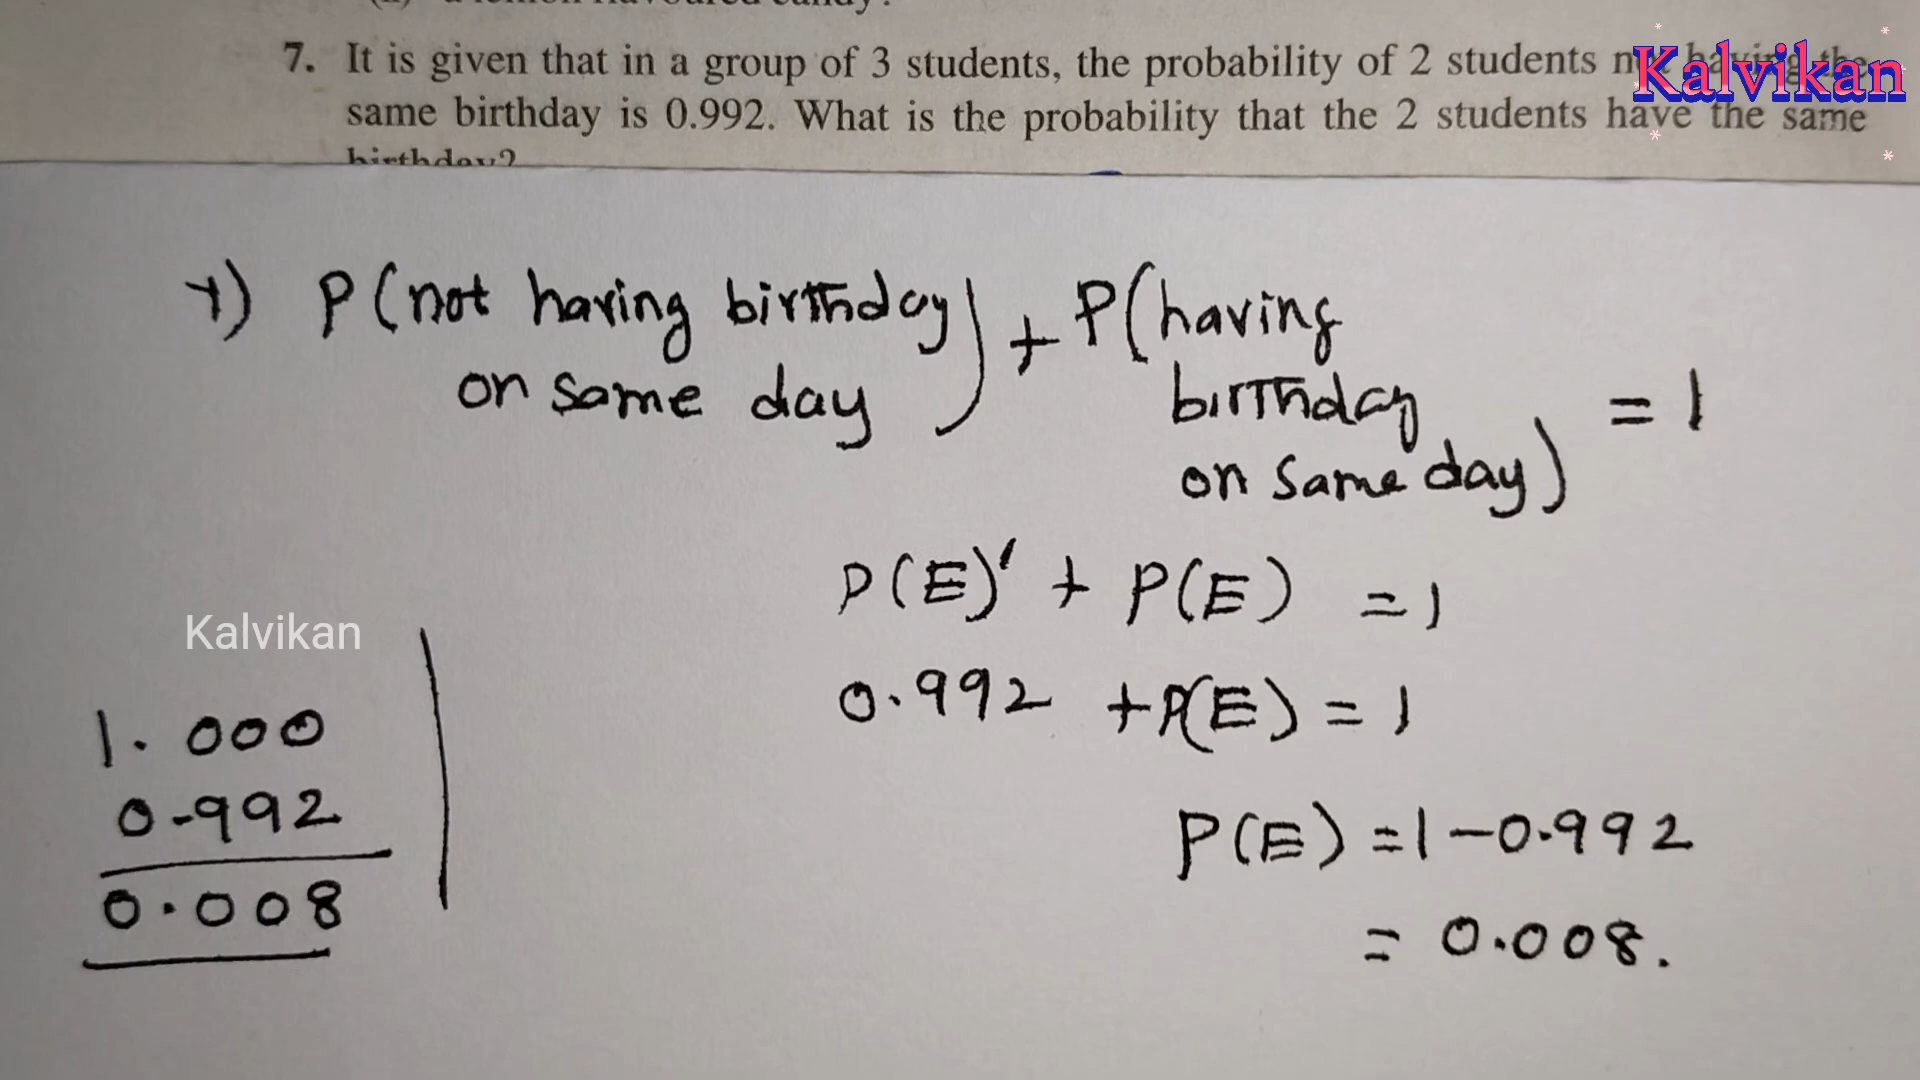 7. It is given that in a group of 3 students, the probability of 2 students
same birthday is 0.992. What is the probability that the 2 students have the same
birthday?
Kalvikan
7) P(not having birthday on same day) + P(having birthday on same day) = 1
P(E)' + P(E) = 1
0.992 + P(E) = 1
P(E) = 1 - 0.992
= 0.008.
Kalvikan
1.000
0.992
0.008